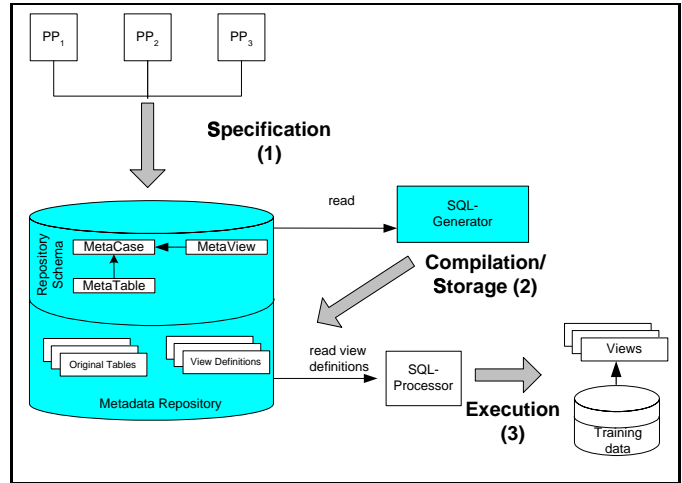 PP1
PP2
PP3
Specification
(1)
read
SQL-
Generator
Repository
Schema
MetaCase
MetaView
MetaTable
Compilation/
Storage (2)
Original Tables
View Definitions
Metadata Repository
read view
definitions
SQL-
Processor
Execution
(3)
Views
Training
data